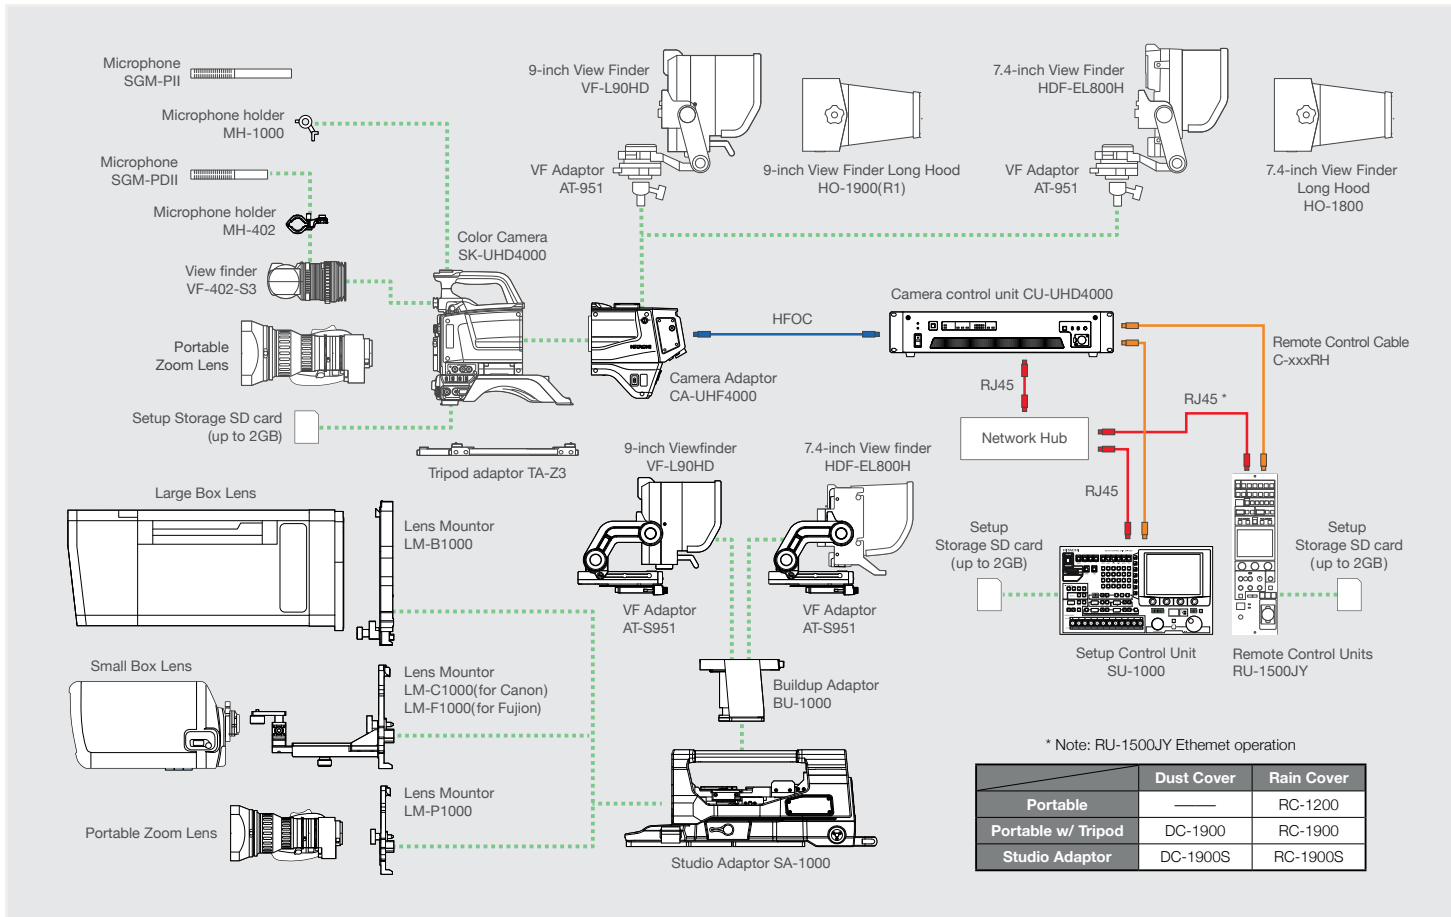 Microphone
SGM-PII
Microphone holder
MH-1000
Microphone
SGM-PDII
Microphone holder
MH-402
View finder
VF-402-S3
Portable
Zoom Lens
Setup Storage SD card
(up to 2GB)
Color Camera
SK-UHD4000
9-inch View Finder
VF-L90HD
VF Adaptor
AT-951
9-inch View Finder Long Hood
HO-1900(R1)
7.4-inch View Finder
HDF-EL800H
VF Adaptor
AT-951
7.4-inch View Finder
Long Hood
HO-1800
HITACHI
Camera Adaptor
CA-UHF4000
HFOC
Camera control unit CU-UHD4000
Remote Control Cable
C-xxxRH
RJ45
RJ45 *
Network Hub
RJ45
Tripod adaptor TA-Z3
Large Box Lens
Lens Mountor
LM-B1000
Small Box Lens
Lens Mountor
LM-C1000(for Canon)
LM-F1000(for Fujion)
Portable Zoom Lens
Lens Mountor
LM-P1000
9-inch Viewfinder
VF-L90HD
7.4-inch View finder
HDF-EL800H
VF Adaptor
AT-S951
VF Adaptor
AT-S951
Buildup Adaptor
BU-1000
Studio Adaptor SA-1000
Setup
Storage SD card
(up to 2GB)
Setup Control Unit
SU-1000
Remote Control Units
RU-1500JY
Setup
Storage SD card
(up to 2GB)
* Note: RU-1500JY Ethemet operation
Dust Cover Rain Cover
Portable —— RC-1200
Portable w/ Tripod DC-1900 RC-1900
Studio Adaptor DC-1900S RC-1900S